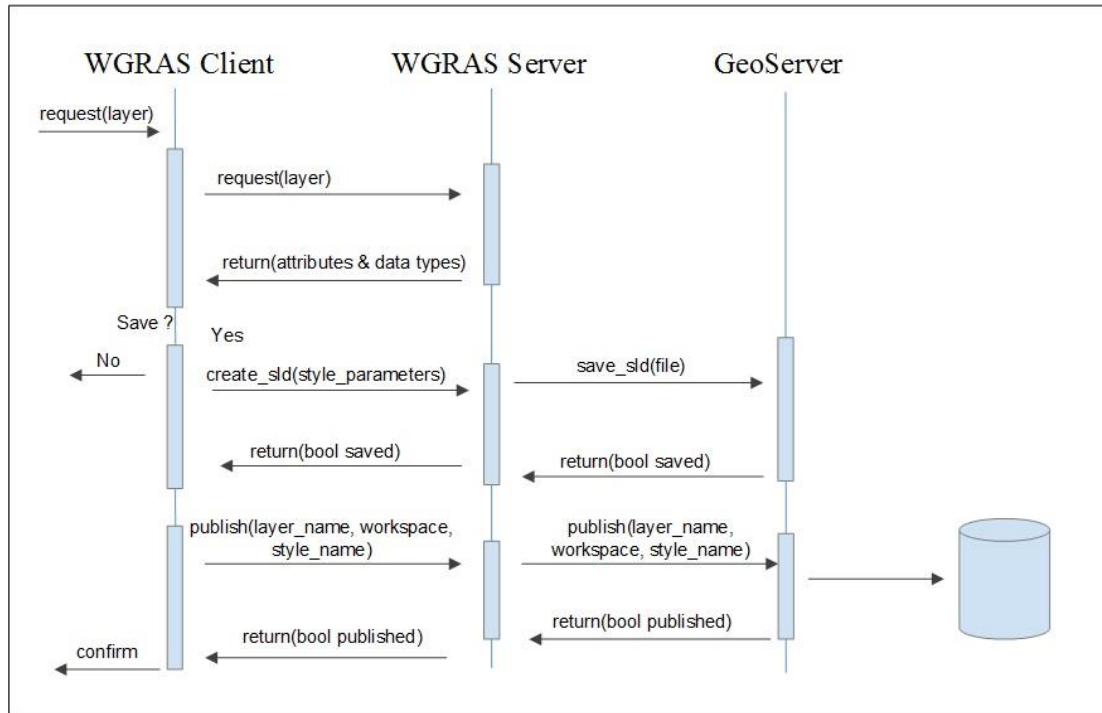 WGRAS Client
WGRAS Server
GeoServer
request(layer)
request(layer)
return(attributes & data types)
Save ?
Yes
No
create_sld(style_parameters)
save_sld(file)
return(bool saved)
return(bool saved)
publish(layer_name, workspace,
style_name)
publish(layer_name,
workspace, style_name)
return(bool published)
return(bool published)
confirm